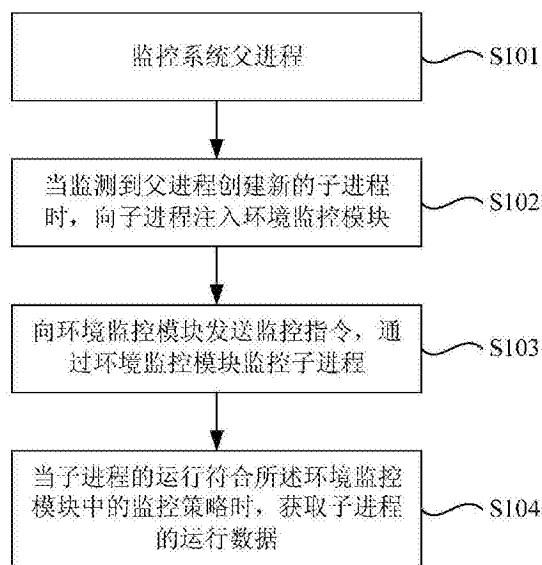 监控系统父进程
S101
当监测到父进程创建新的子进程
时，向子进程注入环境监控模块
S102
向环境监控模块发送监控指令，通
过环境监控模块监控子进程
S103
当子进程的运行符合所述环境监控
模块中的监控策略时，获取子进程
的运行数据
S104